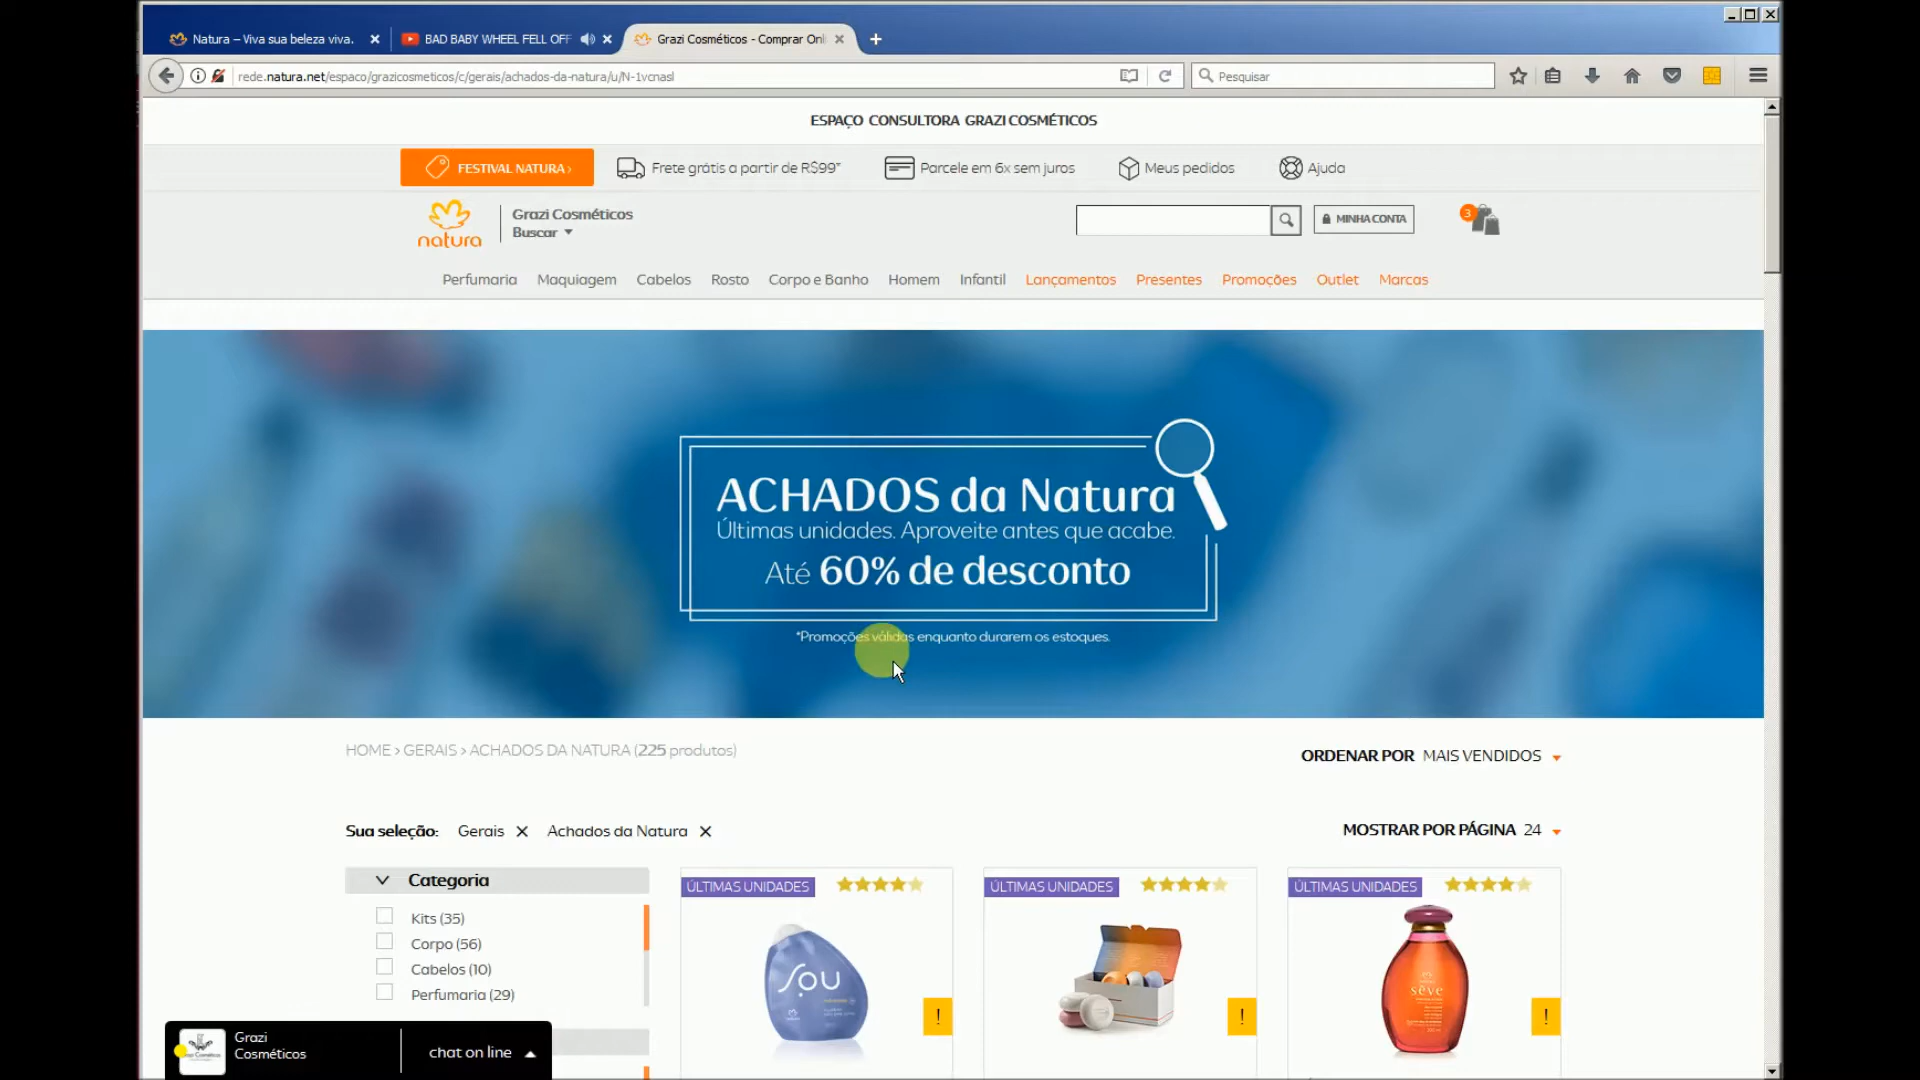 Natura – Viva sua beleza viva.
BAD BABY WHEEL FELL OFF
Grazi Cosméticos - Comprar Onl
rede.natura.net/espaco/grazicosmeticos/c/gerais/achados-da-natura/u/N-1vcnasl
Pesquisar
ESPAÇO CONSULTORA GRAZI COSMÉTICOS
FESTIVAL NATURA ›
Frete grátis a partir de R$99*
Parcele em 6x sem juros
Meus pedidos
Ajuda
natura
Grazi Cosméticos
Buscar
MINHA CONTA
3
Perfumaria Maquiagem Cabelos Rosto Corpo e Banho Homem Infantil Lançamentos Presentes Promoções Outlet Marcas
ACHADOS da Natura
Últimas unidades. Aproveite antes que acabe.
Até 60% de desconto
*Promoções válidas enquanto durarem os estoques.
HOME > GERAIS > ACHADOS DA NATURA (225 produtos)
ORDENAR POR MAIS VENDIDOS
Sua seleção: Gerais ✕ Achados da Natura ✕
MOSTRAR POR PÁGINA 24
Categoria
Kits (35)
Corpo (56)
Cabelos (10)
Perfumaria (29)
ÚLTIMAS UNIDADES
SOU
!
ÚLTIMAS UNIDADES
!
ÚLTIMAS UNIDADES
sève
!
Grazi
Cosméticos
chat on line